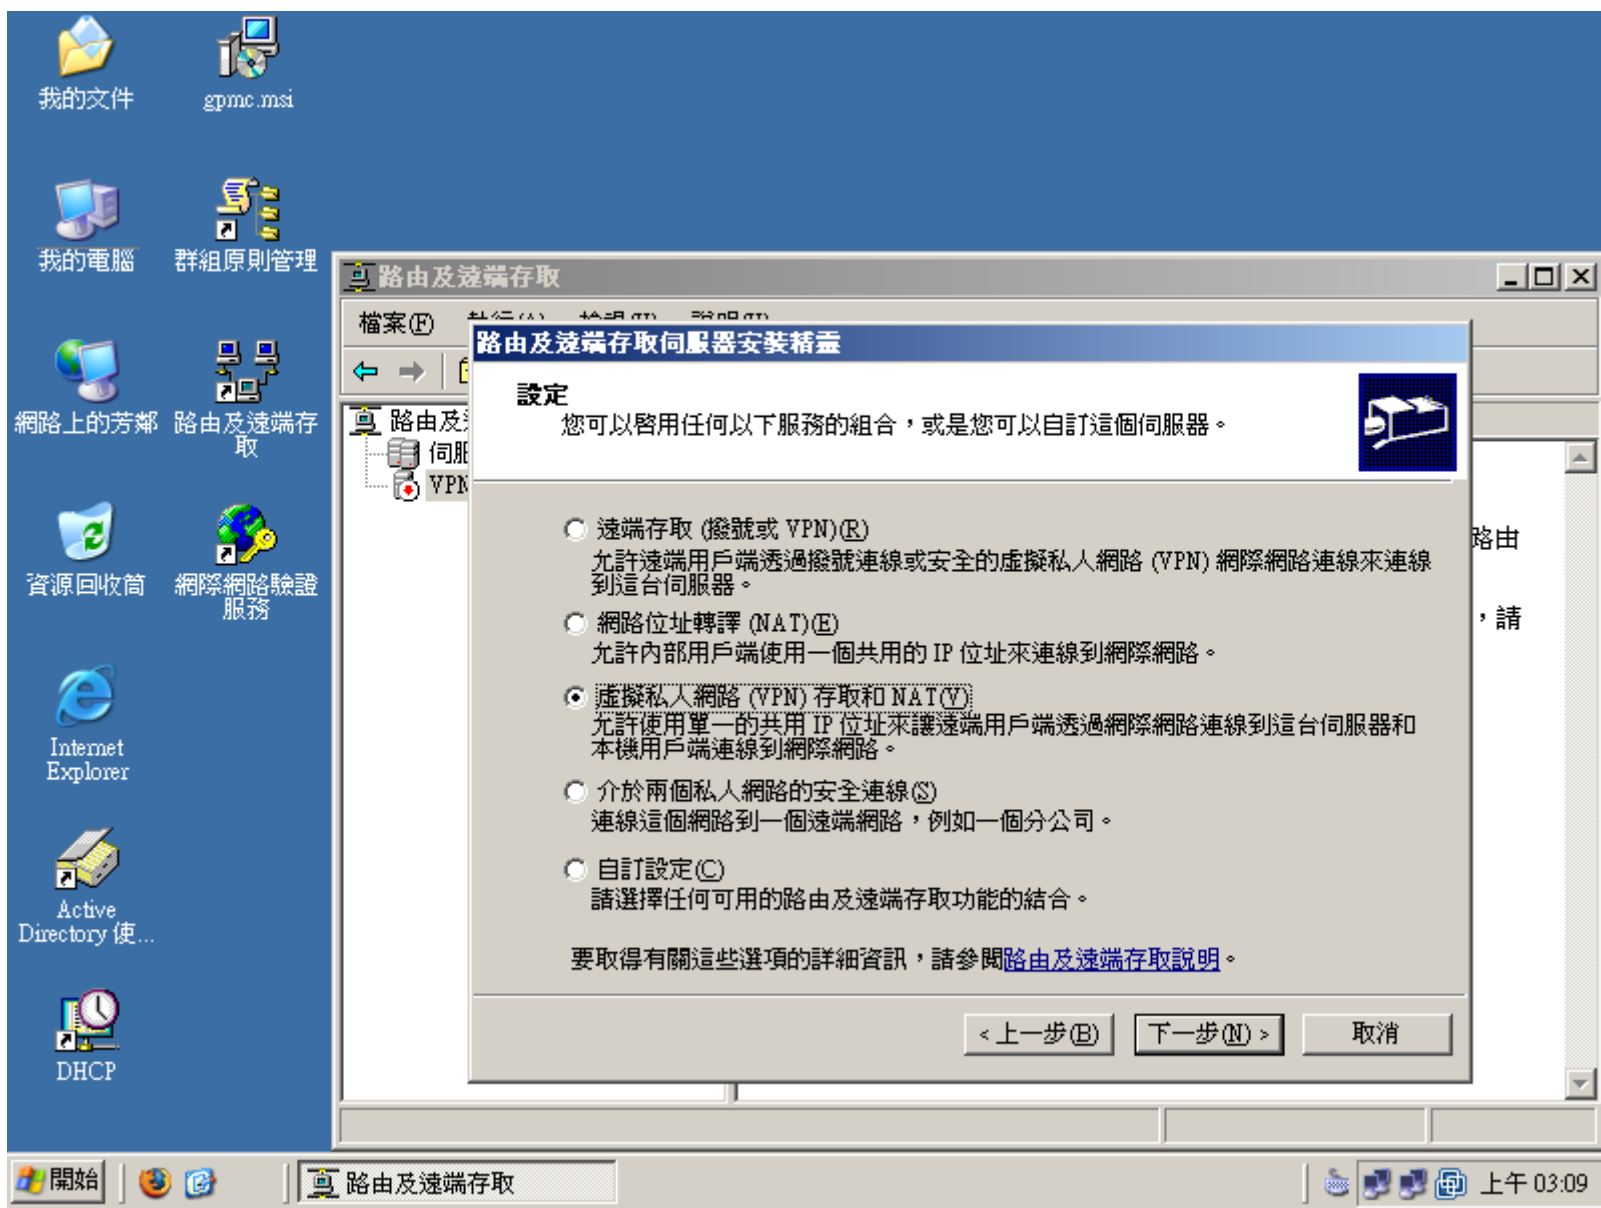 我的文件
gpmc.msi
我的電腦
群組原則管理
網路上的芳鄰
路由及遠端存
取
資源回收筒
網際網路驗證
服務
Internet
Explorer
Active
Directory 使...
DHCP
路由及遠端存取
檔案(F)
路由及遠端存取伺服器安裝精靈
設定
您可以啓用任何以下服務的組合，或是您可以自訂這個伺服器。
路由及
伺服
VPN
遠端存取 (撥號或 VPN)(R)
允許遠端用戶端透過撥號連線或安全的虛擬私人網路 (VPN) 網際網路連線來連線
到這台伺服器。
網路位址轉譯 (NAT)(E)
允許內部用戶端使用一個共用的 IP 位址來連線到網際網路。
虛擬私人網路 (VPN) 存取和 NAT(V)
允許使用單一的共用 IP 位址來讓遠端用戶端透過網際網路連線到這台伺服器和
本機用戶端連線到網際網路。
介於兩個私人網路的安全連線(S)
連線這個網路到一個遠端網路，例如一個分公司。
自訂設定(C)
請選擇任何可用的路由及遠端存取功能的結合。
要取得有關這些選項的詳細資訊，請參閱路由及遠端存取說明。
路由
，請
<上一步(B)
下一步(N) >
取消
開始
路由及遠端存取
上午 03:09